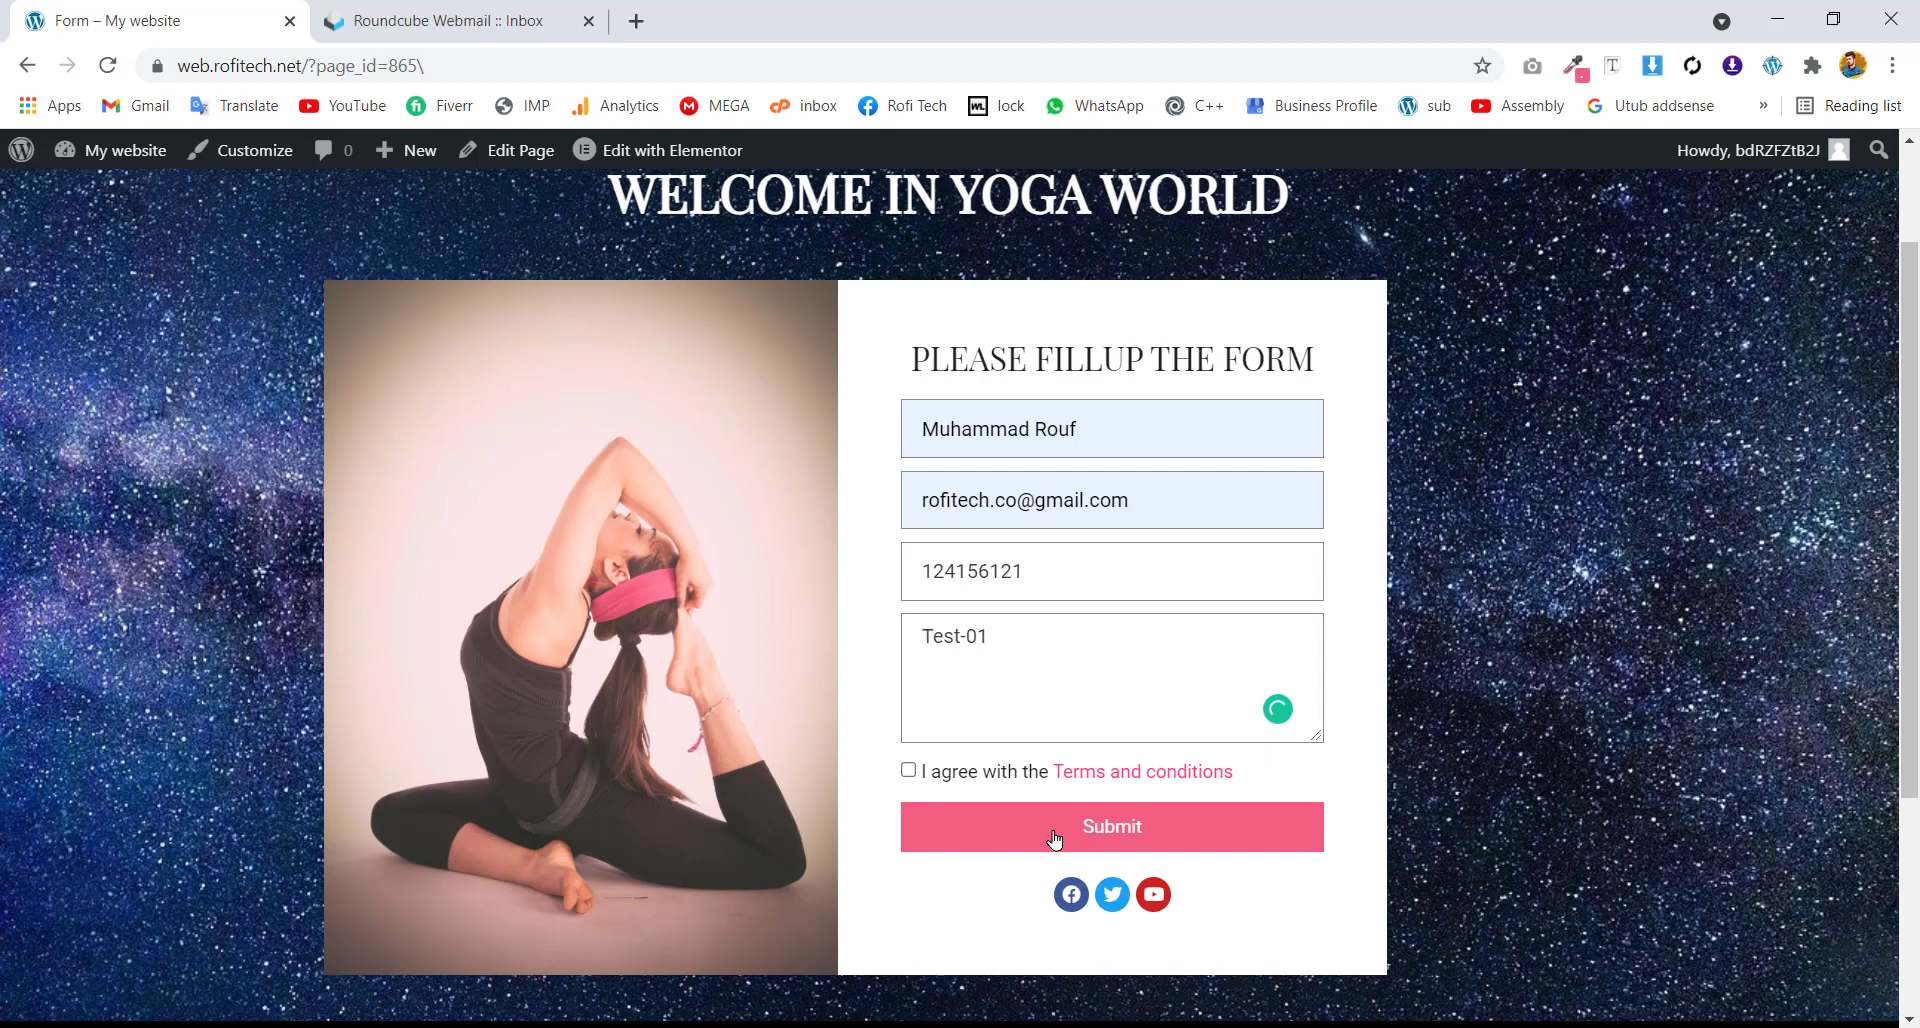 Form – My website
Roundcube Webmail :: Inbox
web.rofitech.net/?page_id=865\
Apps
Gmail
Translate
YouTube
Fiverr
IMP
Analytics
MEGA
inbox
Rofi Tech
lock
WhatsApp
C++
Business Profile
sub
Assembly
Utub addsense
»
Reading list
My website
Customize
0
New
Edit Page
Edit with Elementor
Howdy, bdRZFZtB2J
WELCOME IN YOGA WORLD
PLEASE FILLUP THE FORM
Muhammad Rouf
rofitech.co@gmail.com
124156121
Test-01
I agree with the Terms and conditions
Submit